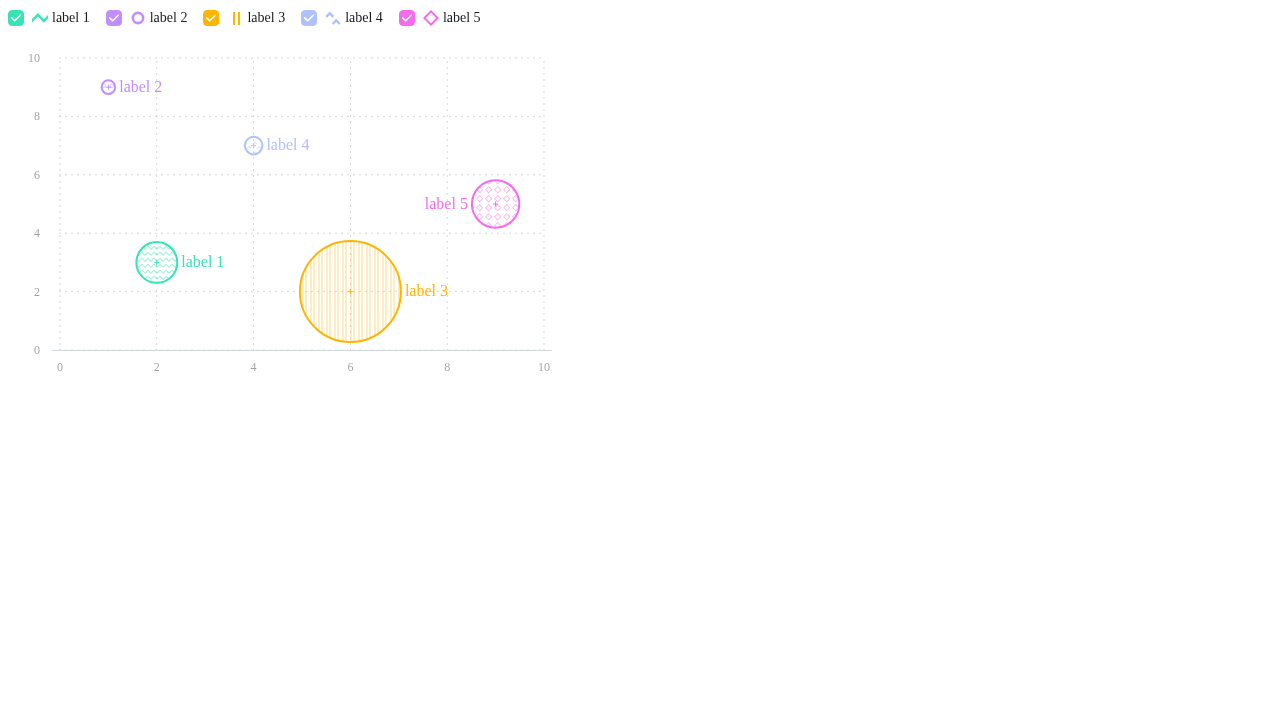 label 1 label 2 label 3 label 4 label 5
10
label 2
8
label 4
6
label 5
4
label 1
label 3
2
0
0 2 4 6 8 10